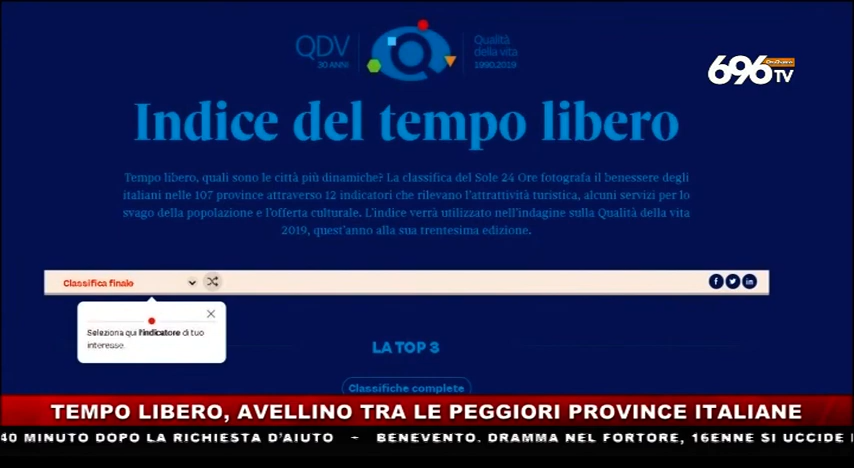 QDV
30 ANNI
Qualità
della vita
1990.2019
696 TV
Indice del tempo libero
Tempo libero, quali sono le città più dinamiche? La classifica del Sole 24 Ore fotografa il benessere degli
italiani nelle 107 province attraverso 12 indicatori che rilevano l'attrattività turistica, alcuni servizi per lo
svago della popolazione e l'offerta culturale. L'indice verrà utilizzato nell'indagine sulla Qualità della vita
2019, quest'anno alla sua trentesima edizione.
Classifica finale
Seleziona qui l'indicatore di tuo
interesse.
LA TOP 3
Classifiche complete
TEMPO LIBERO, AVELLINO TRA LE PEGGIORI PROVINCE ITALIANE
40 MINUTO DOPO LA RICHIESTA D'AIUTO - BENEVENTO. DRAMMA NEL FORTORE, 16ENNE SI UCCIDE